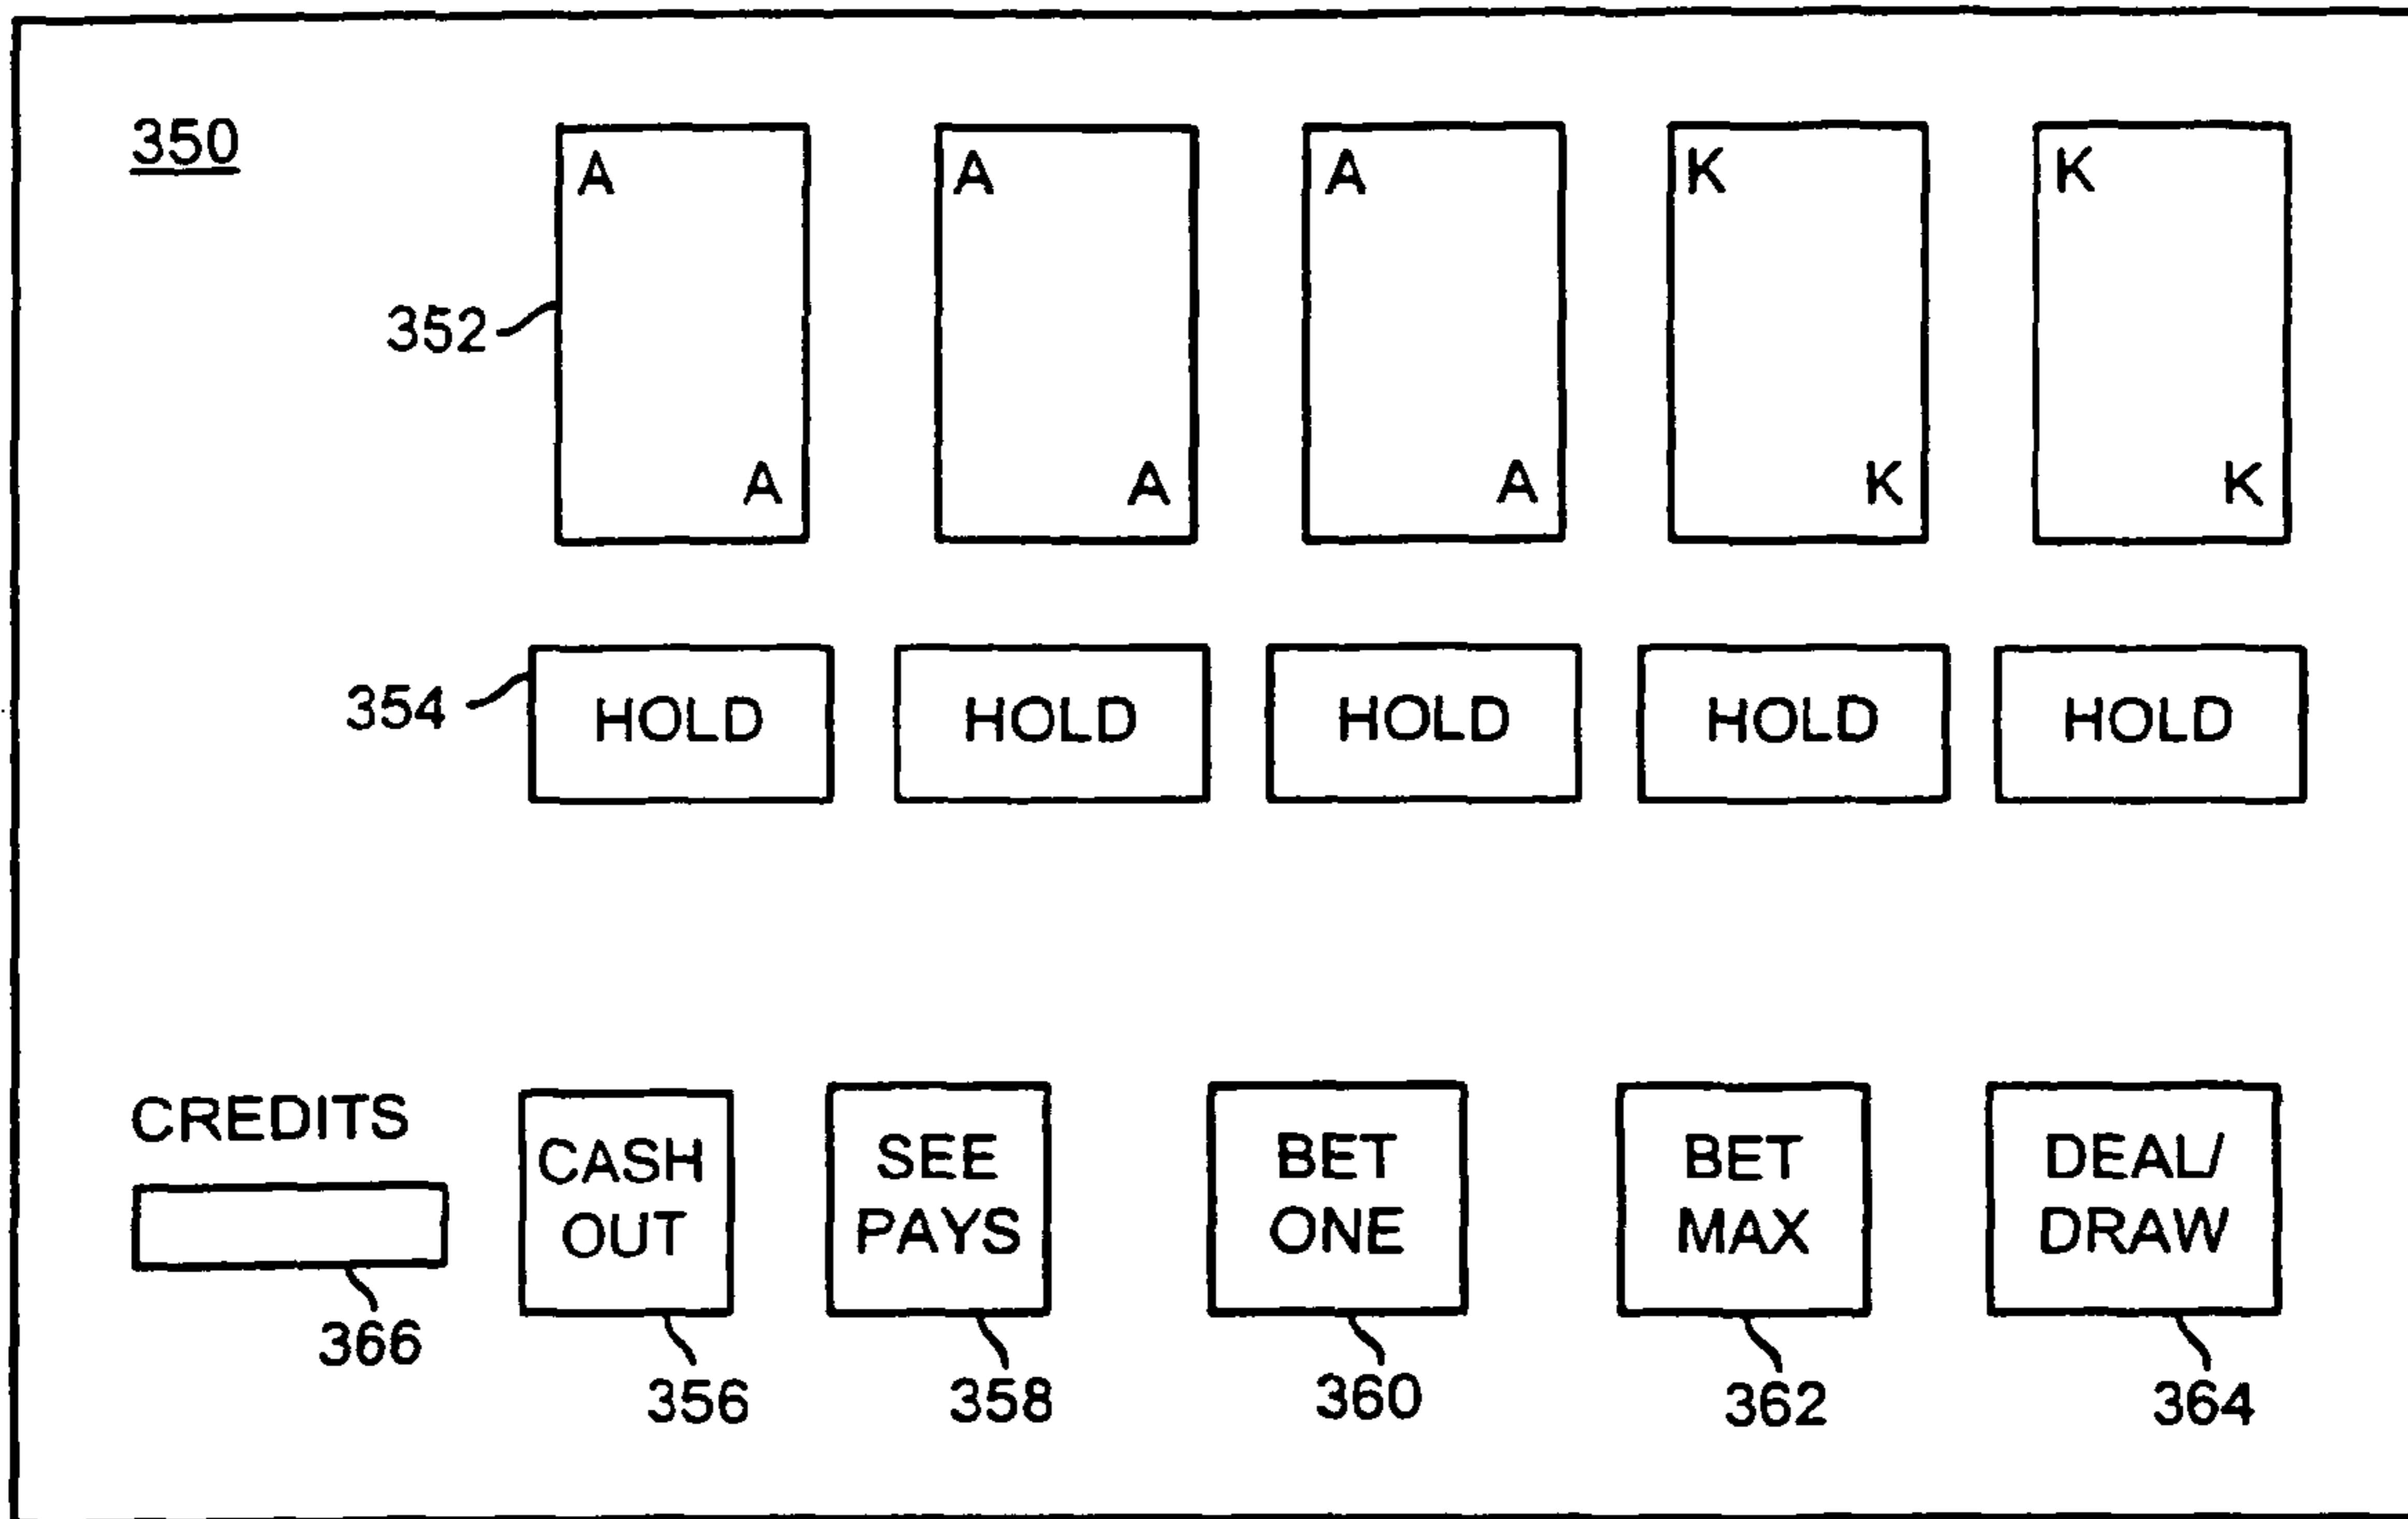 350
A A A K K
352
A A A K K
354 HOLD HOLD HOLD HOLD HOLD
CREDITS
CASH OUT
SEE PAYS
BET ONE
BET MAX
DEAL/ DRAW
366
356 358 360 362 364